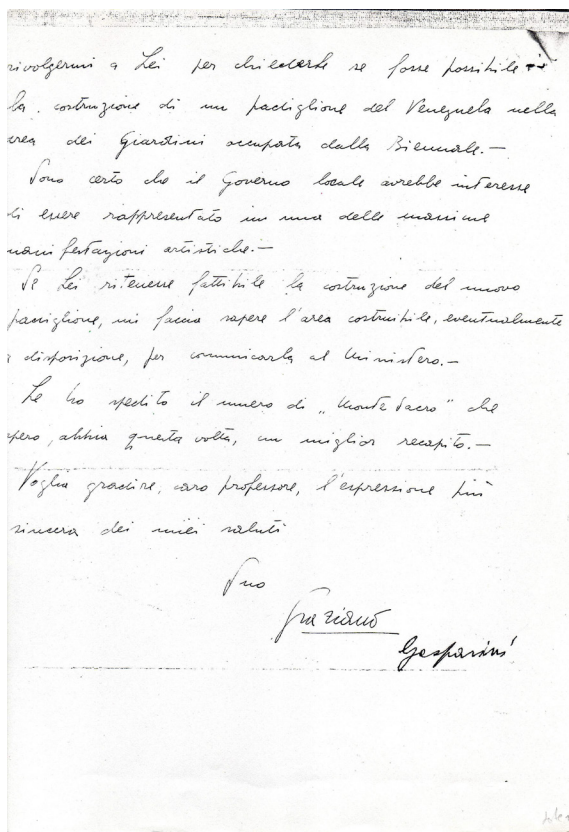 rivolgermi a Lei per chiederle se fosse possibile
la costruzione di un padiglione del Venezuela nella
area dei Giardini occupata dalla Biennale.—
Sono certo che il Governo locale avrebbe interesse
di essere rappresentato in una delle massime
manifestazioni artistiche.—
Se Lei ritenesse fattibile la costruzione del nuovo
padiglione, mi faccia sapere l'area costruibile, eventualmente
a disposizione, per comunicarla al Ministero.—
Le ho spedito il numero di „Monte Sacro" che
spero, abbia questa volta, un miglior recapito.—
Voglia gradire, caro professore, l'espressione più
sincera dei miei saluti
Suo
Graziano
Gasparini